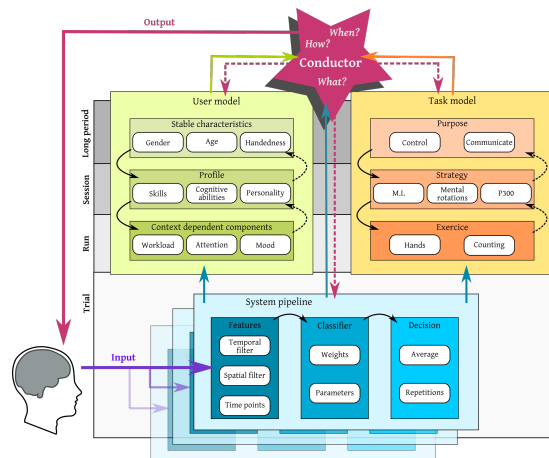 Output
When?
How?
Conductor
What?
User model
Task model
Long period
Stable characteristics
Gender
Age
Handedness
Purpose
Control
Communicate
Session
Profile
Skills
Cognitive
abilities
Personality
Strategy
M.I.
Mental
rotations
P300
Run
Context dependent components
Workload
Attention
Mood
Exercice
Hands
Counting
Trial
System pipeline
Features
Temporal
filter
Spatial filter
Time points
Classifier
Weights
Parameters
Decision
Average
Repetitions
Input